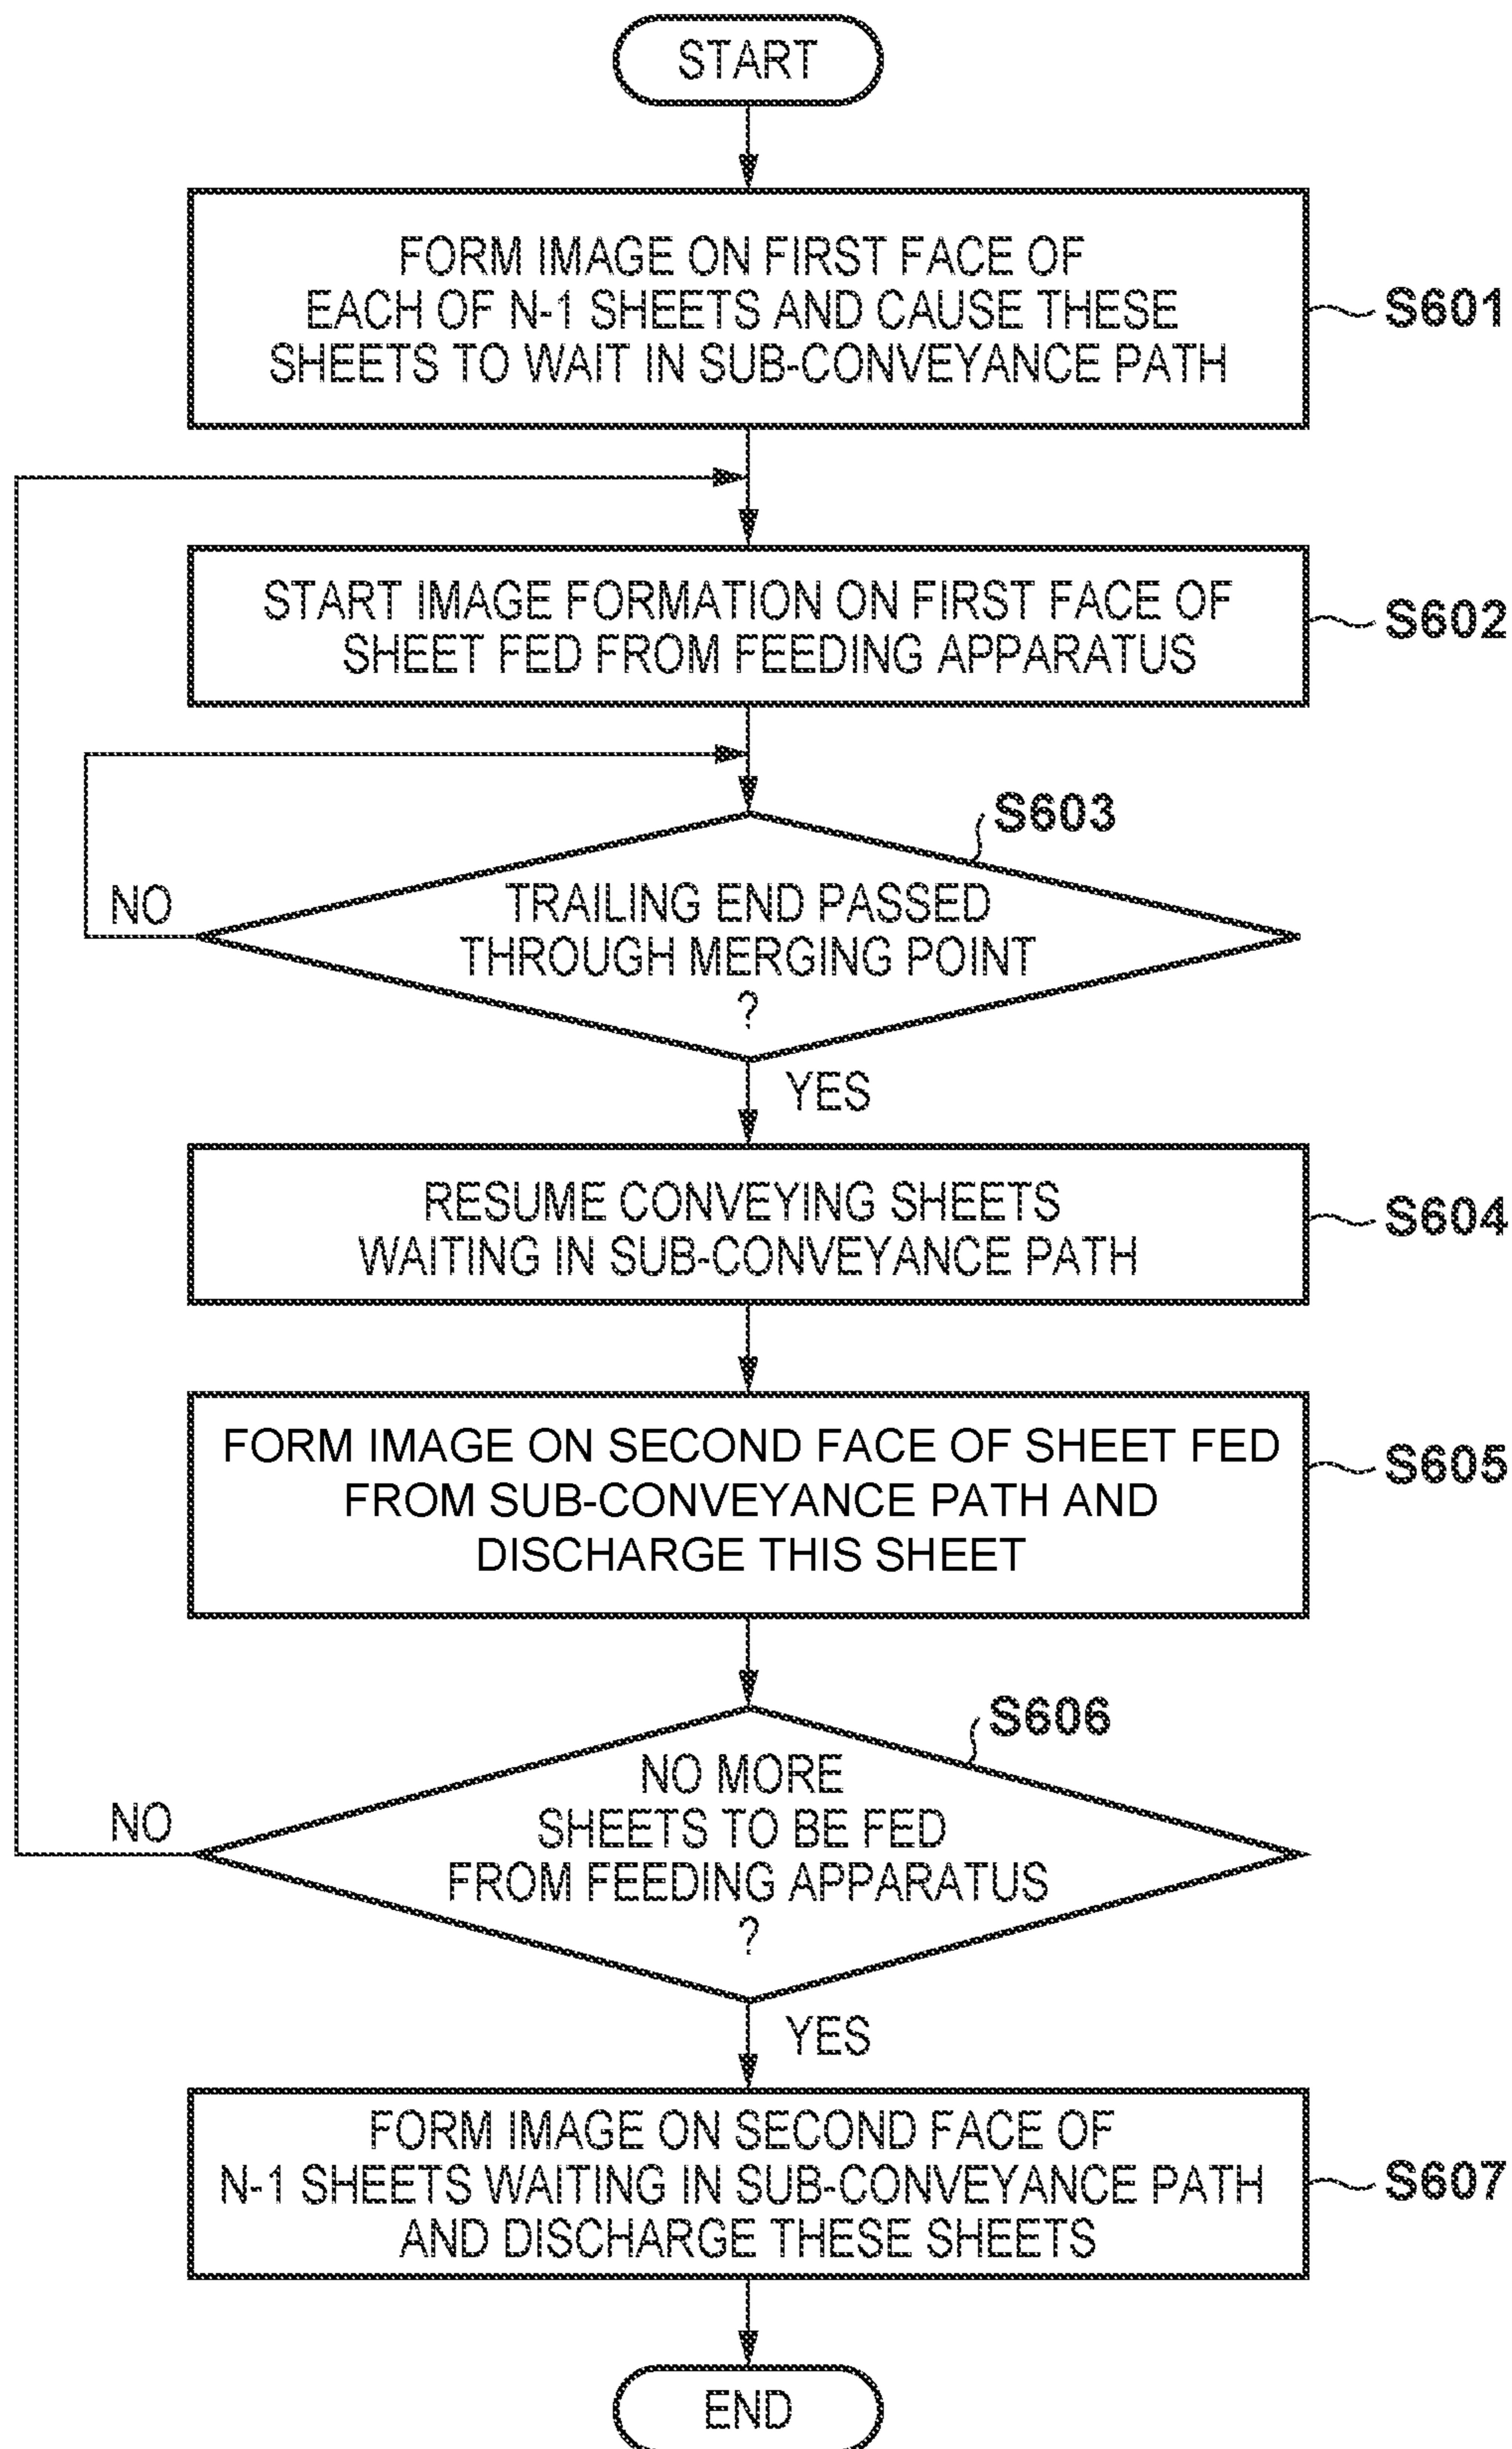 START
FORM IMAGE ON FIRST FACE OF
EACH OF N-1 SHEETS AND CAUSE THESE
SHEETS TO WAIT IN SUB-CONVEYANCE PATH
S601
START IMAGE FORMATION ON FIRST FACE OF
SHEET FED FROM FEEDING APPARATUS
S602
S603
TRAILING END PASSED
THROUGH MERGING POINT
?
NO
YES
RESUME CONVEYING SHEETS
WAITING IN SUB-CONVEYANCE PATH
S604
FORM IMAGE ON SECOND FACE OF SHEET FED
FROM SUB-CONVEYANCE PATH AND
DISCHARGE THIS SHEET
S605
S606
NO MORE
SHEETS TO BE FED
FROM FEEDING APPARATUS
?
NO
YES
FORM IMAGE ON SECOND FACE OF
N-1 SHEETS WAITING IN SUB-CONVEYANCE PATH
AND DISCHARGE THESE SHEETS
S607
END